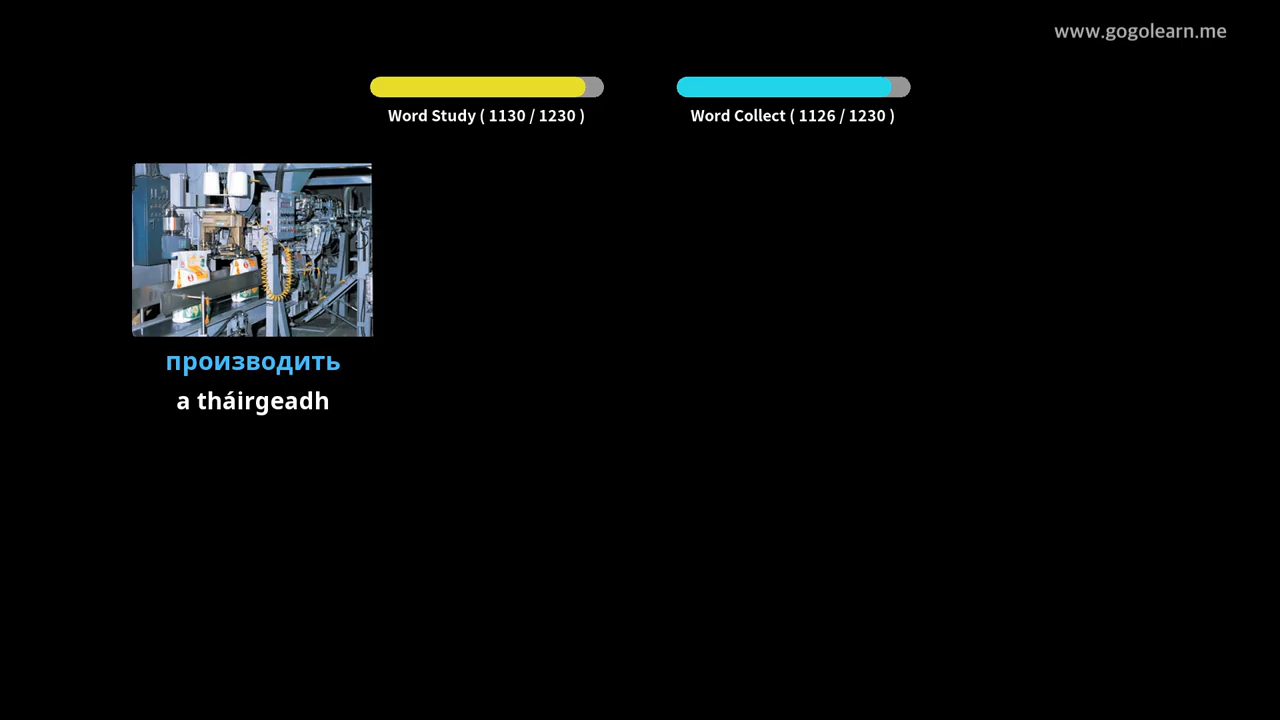 www.gogolearn.me
Word Study ( 1130 / 1230 )
Word Collect ( 1126 / 1230 )
производить
a tháirgeadh